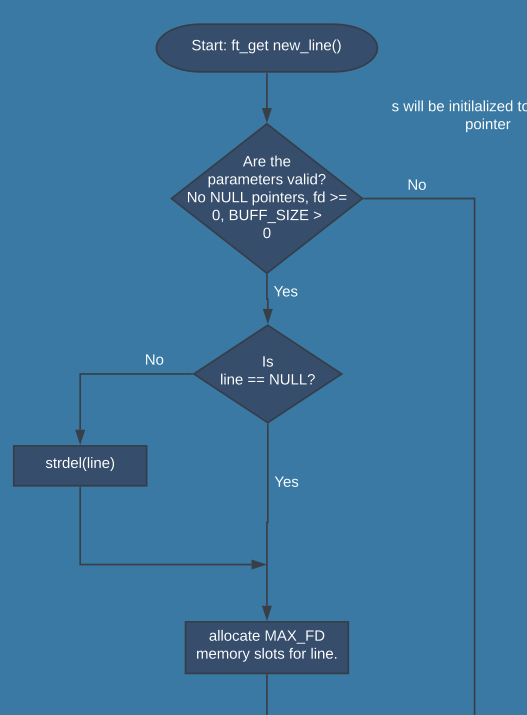 Start: ft_get new_line()
s will be initilalized to
pointer
Are the
parameters valid?
No NULL pointers, fd >=
0, BUFF_SIZE >
0
No
Yes
Is
line == NULL?
No
strdel(line)
Yes
allocate MAX_FD
memory slots for line.